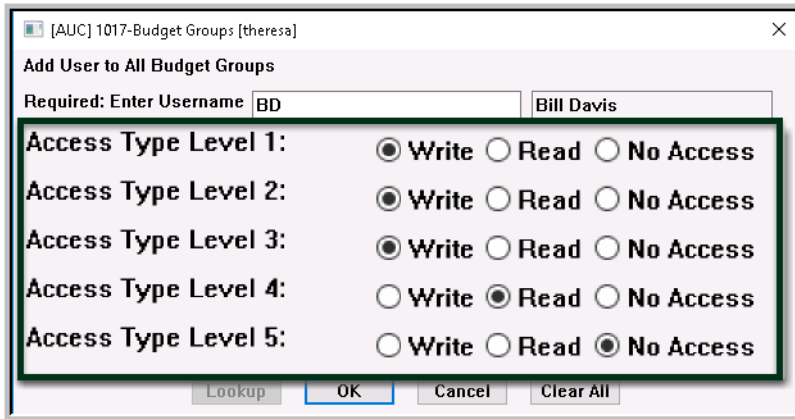 [AUC] 1017-Budget Groups [theresa]
Add User to All Budget Groups
Required: Enter Username BD Bill Davis
Access Type Level 1: Write Read No Access
Access Type Level 2: Write Read No Access
Access Type Level 3: Write Read No Access
Access Type Level 4: Write Read No Access
Access Type Level 5: Write Read No Access
Lookup OK Cancel Clear All